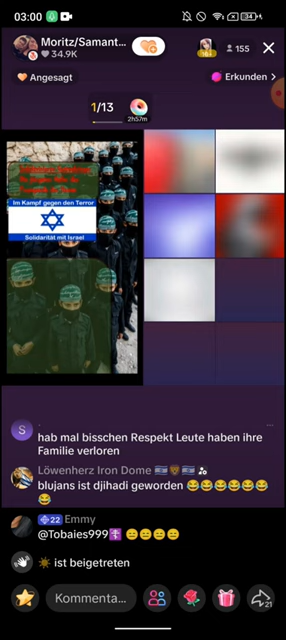 03:00
34
Moritz/Samant...
34.9K
155
Angesagt
Erkunden >
1/13
2h57m
Im Kampf gegen den Terror
Solidarität mit Israel
S
hab mal bisschen Respekt Leute haben ihre
Familie verloren
Löwenherz Iron Dome 🇮🇱🦁🇮🇱
blujans ist djihadi geworden 😂😂😂😂😂😂
😂
22 Emmy
@Tobaies999☦️ 😑😑😑😑
☀️ ist beigetreten
Kommenta...
21